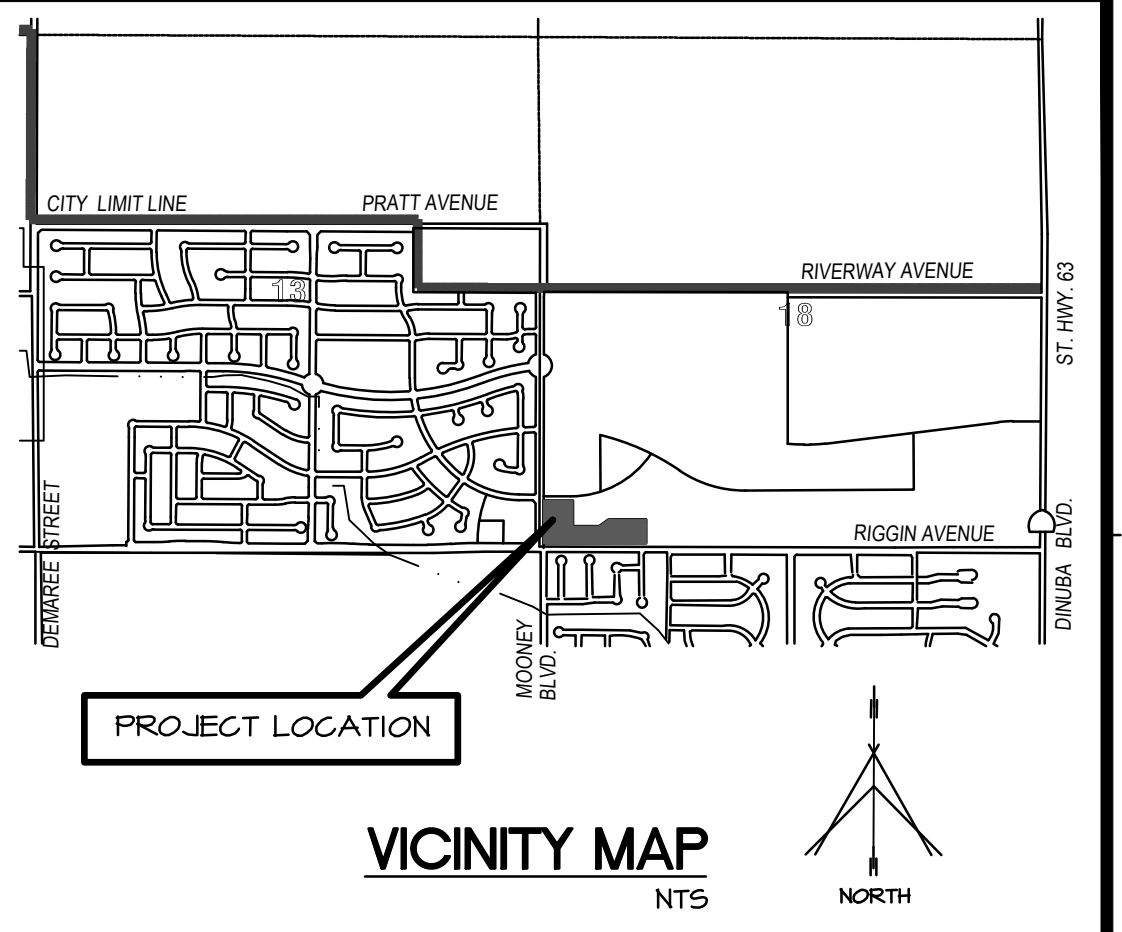 CITY LIMIT LINE
PRATT AVENUE
RIVERWAY AVENUE
ST. HWY. 63
13
18
DEMAREE STREET
RIGGIN AVENUE
DINUBA BLVD.
MOONEY
BLVD.
PROJECT LOCATION
VICINITY MAP
NTS
NORTH